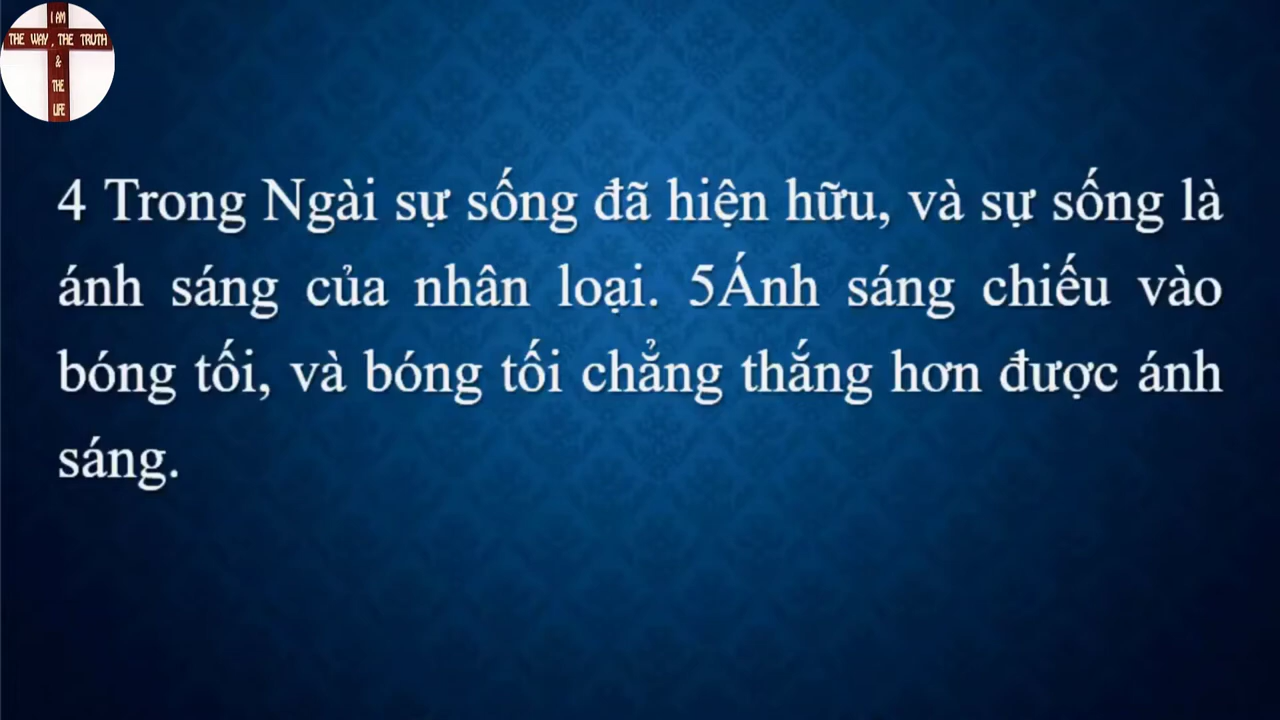 I AM
THE WAY, THE TRUTH
&
THE
LIFE
4 Trong Ngài sự sống đã hiện hữu, và sự sống là
ánh sáng của nhân loại. 5Ánh sáng chiếu vào
bóng tối, và bóng tối chẳng thắng hơn được ánh
sáng.